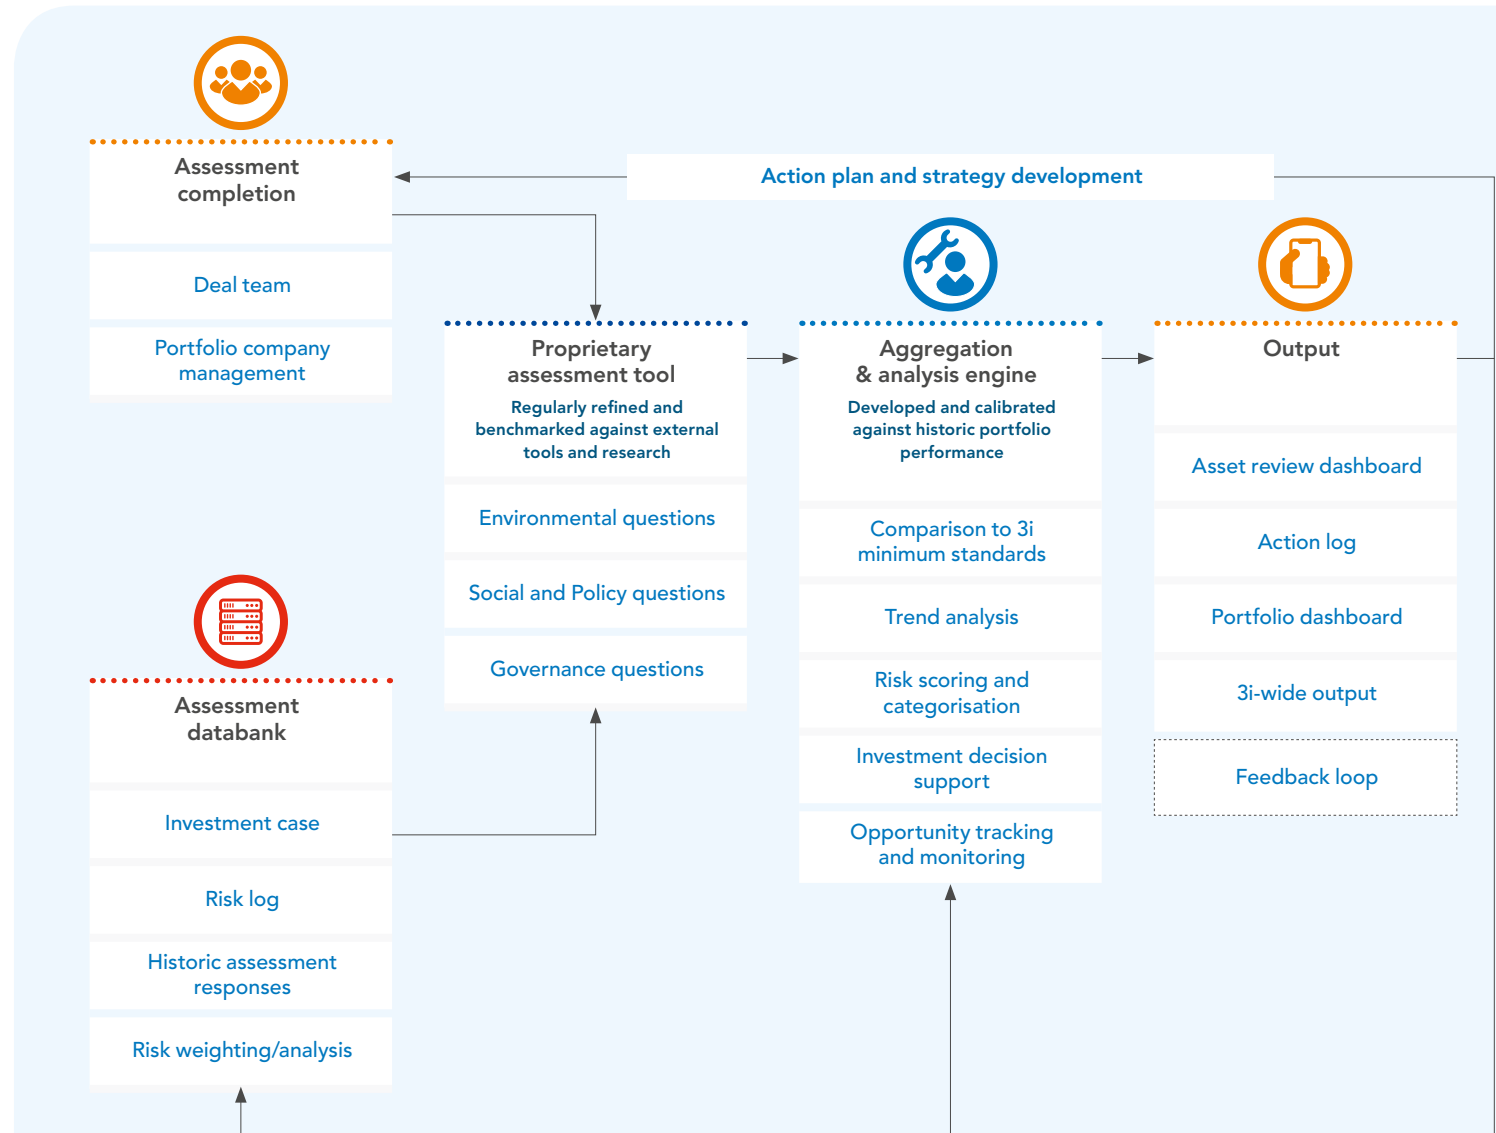 Assessment
completion
Deal team
Portfolio company
management
Action plan and strategy development
Assessment
databank
Investment case
Risk log
Historic assessment
responses
Risk weighting/analysis
Proprietary
assessment tool
Regularly refined and
benchmarked against external
tools and research
Environmental questions
Social and Policy questions
Governance questions
Aggregation
& analysis engine
Developed and calibrated
against historic portfolio
performance
Comparison to 3i
minimum standards
Trend analysis
Risk scoring and
categorisation
Investment decision
support
Opportunity tracking
and monitoring
Output
Asset review dashboard
Action log
Portfolio dashboard
3i-wide output
Feedback loop